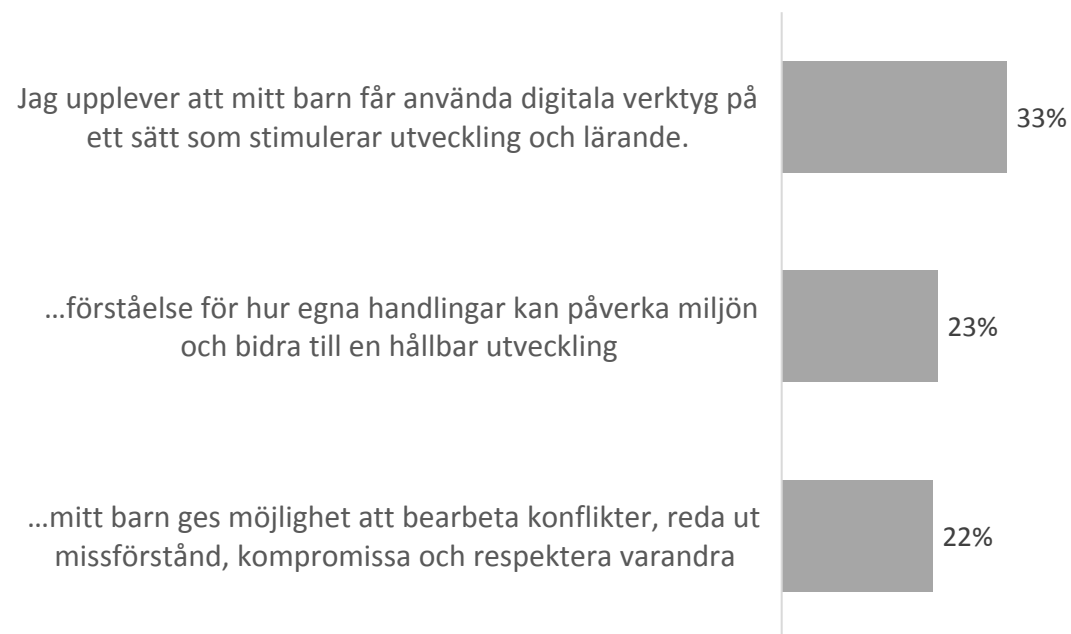 Jag upplever att mitt barn får använda digitala verktyg på
ett sätt som stimulerar utveckling och lärande.
33%
…förståelse för hur egna handlingar kan påverka miljön
och bidra till en hållbar utveckling
23%
…mitt barn ges möjlighet att bearbeta konflikter, reda ut
missförstånd, kompromissa och respektera varandra
22%